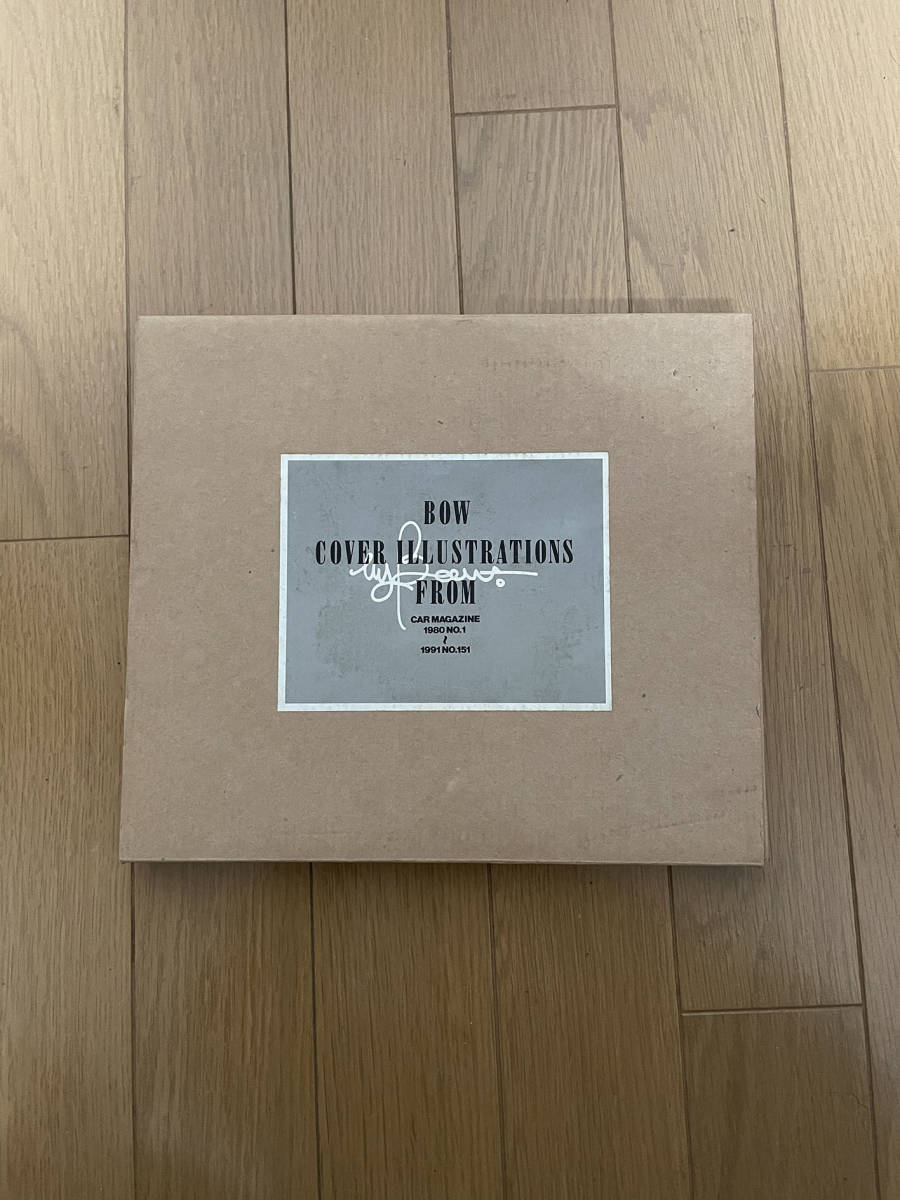 BOW
COVER ILLUSTRATIONS
FROM
CAR MAGAZINE
1980 NO.1
~
1991 NO.151